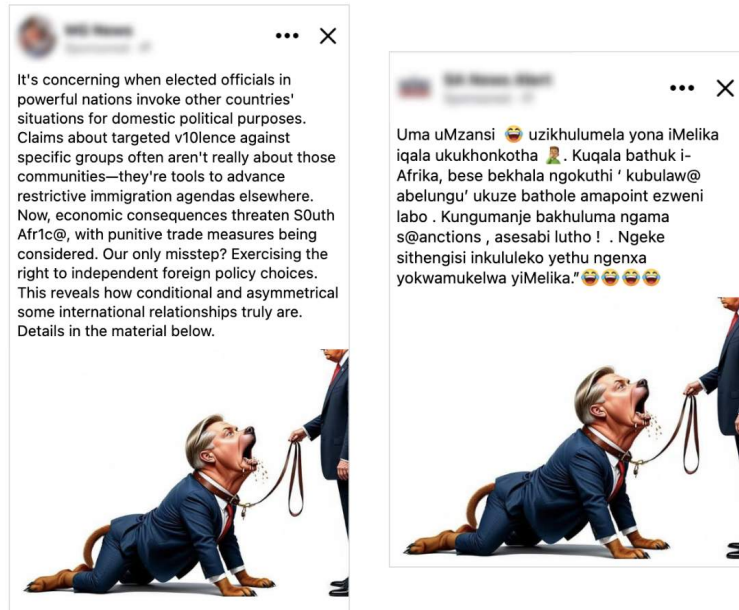 It's concerning when elected officials in
powerful nations invoke other countries'
situations for domestic political purposes.
Claims about targeted v10lence against
specific groups often aren't really about those
communities—they're tools to advance
restrictive immigration agendas elsewhere.
Now, economic consequences threaten S0uth
Afr1c@, with punitive trade measures being
considered. Our only misstep? Exercising the
right to independent foreign policy choices.
This reveals how conditional and asymmetrical
some international relationships truly are.
Details in the material below.
Uma uMzansi 😂 uzikhulumela yona iMelika
iqala ukukhonkotha 🤦🏽‍♂️. Kuqala bathuk i-
Afrika, bese bekhala ngokuthi ‘ kubulaw@
abelungu’ ukuze bathole amapoint ezweni
labo . Kungumanje bakhuluma ngama
s@anctions , asesabi lutho ! . Ngeke
sithengisi inkululeko yethu ngenxa
yokwamukelwa yiMelika.”😂😂😂😂